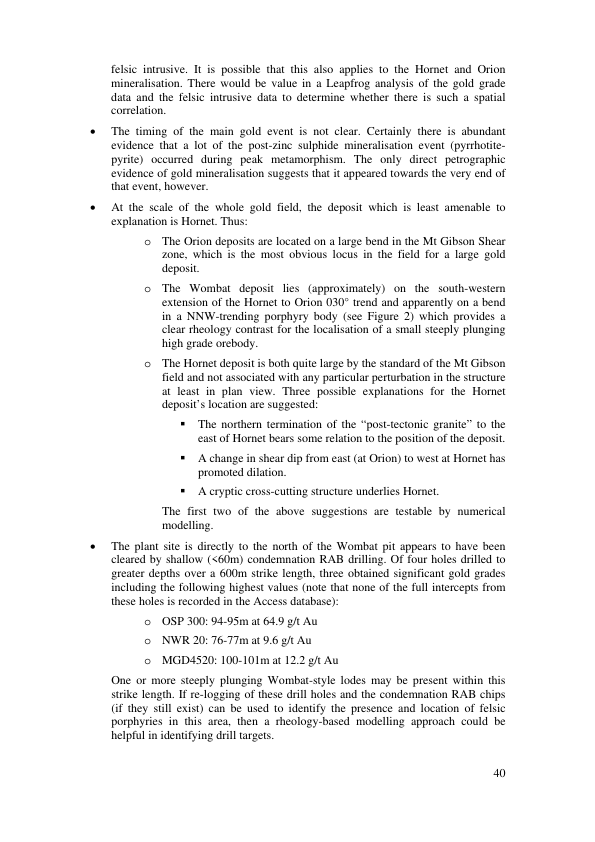 felsic intrusive. It is possible that this also applies to the Hornet and Orion
mineralisation. There would be value in a Leapfrog analysis of the gold grade
data and the felsic intrusive data to determine whether there is such a spatial
correlation.
• The timing of the main gold event is not clear. Certainly there is abundant
evidence that a lot of the post-zinc sulphide mineralisation event (pyrrhotite-
pyrite) occurred during peak metamorphism. The only direct petrographic
evidence of gold mineralisation suggests that it appeared towards the very end of
that event, however.
• At the scale of the whole gold field, the deposit which is least amenable to
explanation is Hornet. Thus:
o The Orion deposits are located on a large bend in the Mt Gibson Shear
zone, which is the most obvious locus in the field for a large gold
deposit.
o The Wombat deposit lies (approximately) on the south-western
extension of the Hornet to Orion 030° trend and apparently on a bend
in a NNW-trending porphyry body (see Figure 2) which provides a
clear rheology contrast for the localisation of a small steeply plunging
high grade orebody.
o The Hornet deposit is both quite large by the standard of the Mt Gibson
field and not associated with any particular perturbation in the structure
at least in plan view. Three possible explanations for the Hornet
deposit's location are suggested:
▪ The northern termination of the “post-tectonic granite” to the
east of Hornet bears some relation to the position of the deposit.
▪ A change in shear dip from east (at Orion) to west at Hornet has
promoted dilation.
▪ A cryptic cross-cutting structure underlies Hornet.
The first two of the above suggestions are testable by numerical
modelling.
• The plant site is directly to the north of the Wombat pit appears to have been
cleared by shallow (<60m) condemnation RAB drilling. Of four holes drilled to
greater depths over a 600m strike length, three obtained significant gold grades
including the following highest values (note that none of the full intercepts from
these holes is recorded in the Access database):
o OSP 300: 94-95m at 64.9 g/t Au
o NWR 20: 76-77m at 9.6 g/t Au
o MGD4520: 100-101m at 12.2 g/t Au
One or more steeply plunging Wombat-style lodes may be present within this
strike length. If re-logging of these drill holes and the condemnation RAB chips
(if they still exist) can be used to identify the presence and location of felsic
porphyries in this area, then a rheology-based modelling approach could be
helpful in identifying drill targets.
40